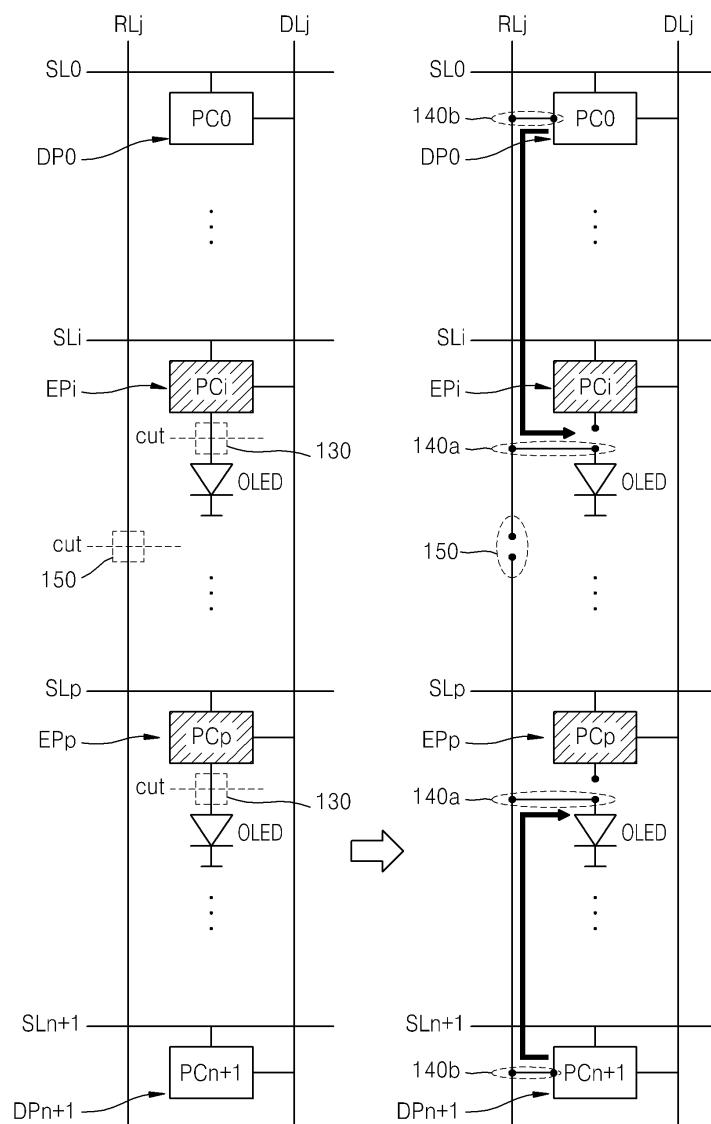 RLj DLj
SL0
PC0
DP0
SLi
EPi PCi
cut 130
OLED
cut
150
SLp
EPp PCp
cut 130
OLED
SLn+1
PCn+1
DPn+1
RLj DLj
SL0
140b PC0
DP0
SLi
EPi PCi
140a
OLED
150
SLp
EPp PCp
140a
OLED
SLn+1
140b PCn+1
DPn+1